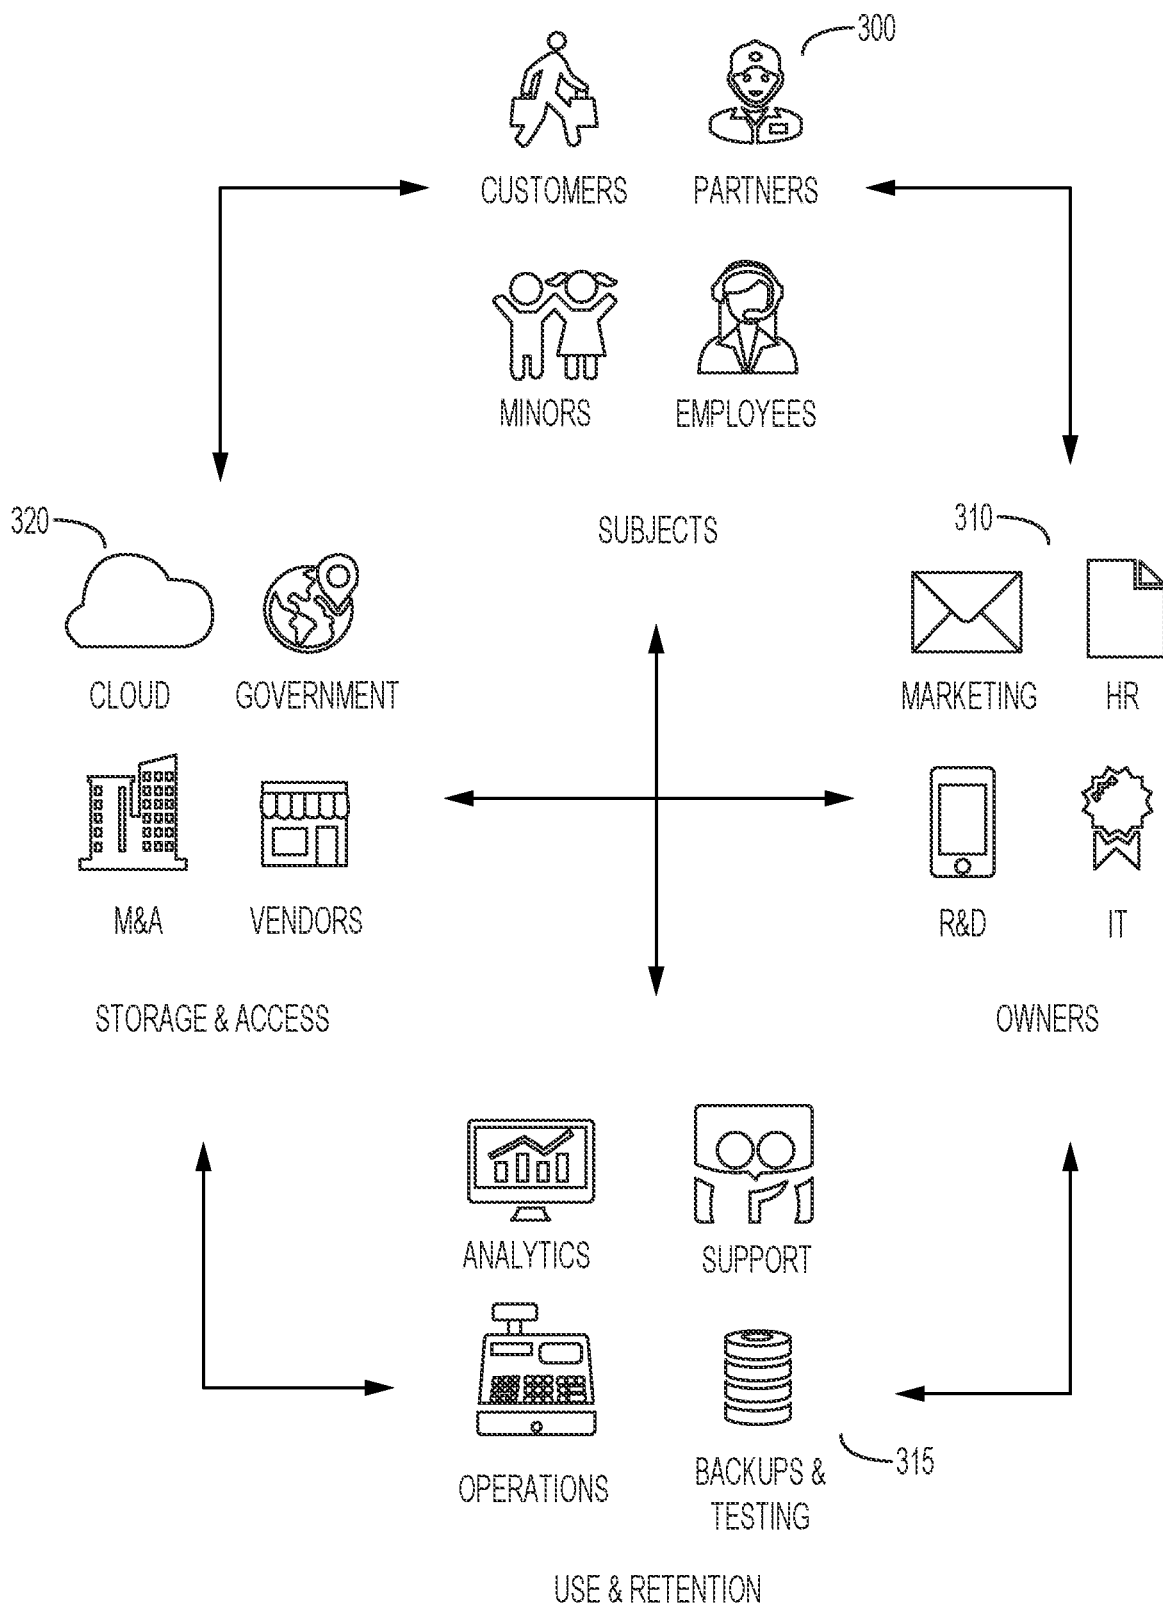 300
CUSTOMERS
PARTNERS
MINORS
EMPLOYEES
SUBJECTS
320
CLOUD
GOVERNMENT
M&A
VENDORS
STORAGE & ACCESS
310
MARKETING
HR
R&D
IT
OWNERS
ANALYTICS
SUPPORT
OPERATIONS
BACKUPS &
TESTING
315
USE & RETENTION